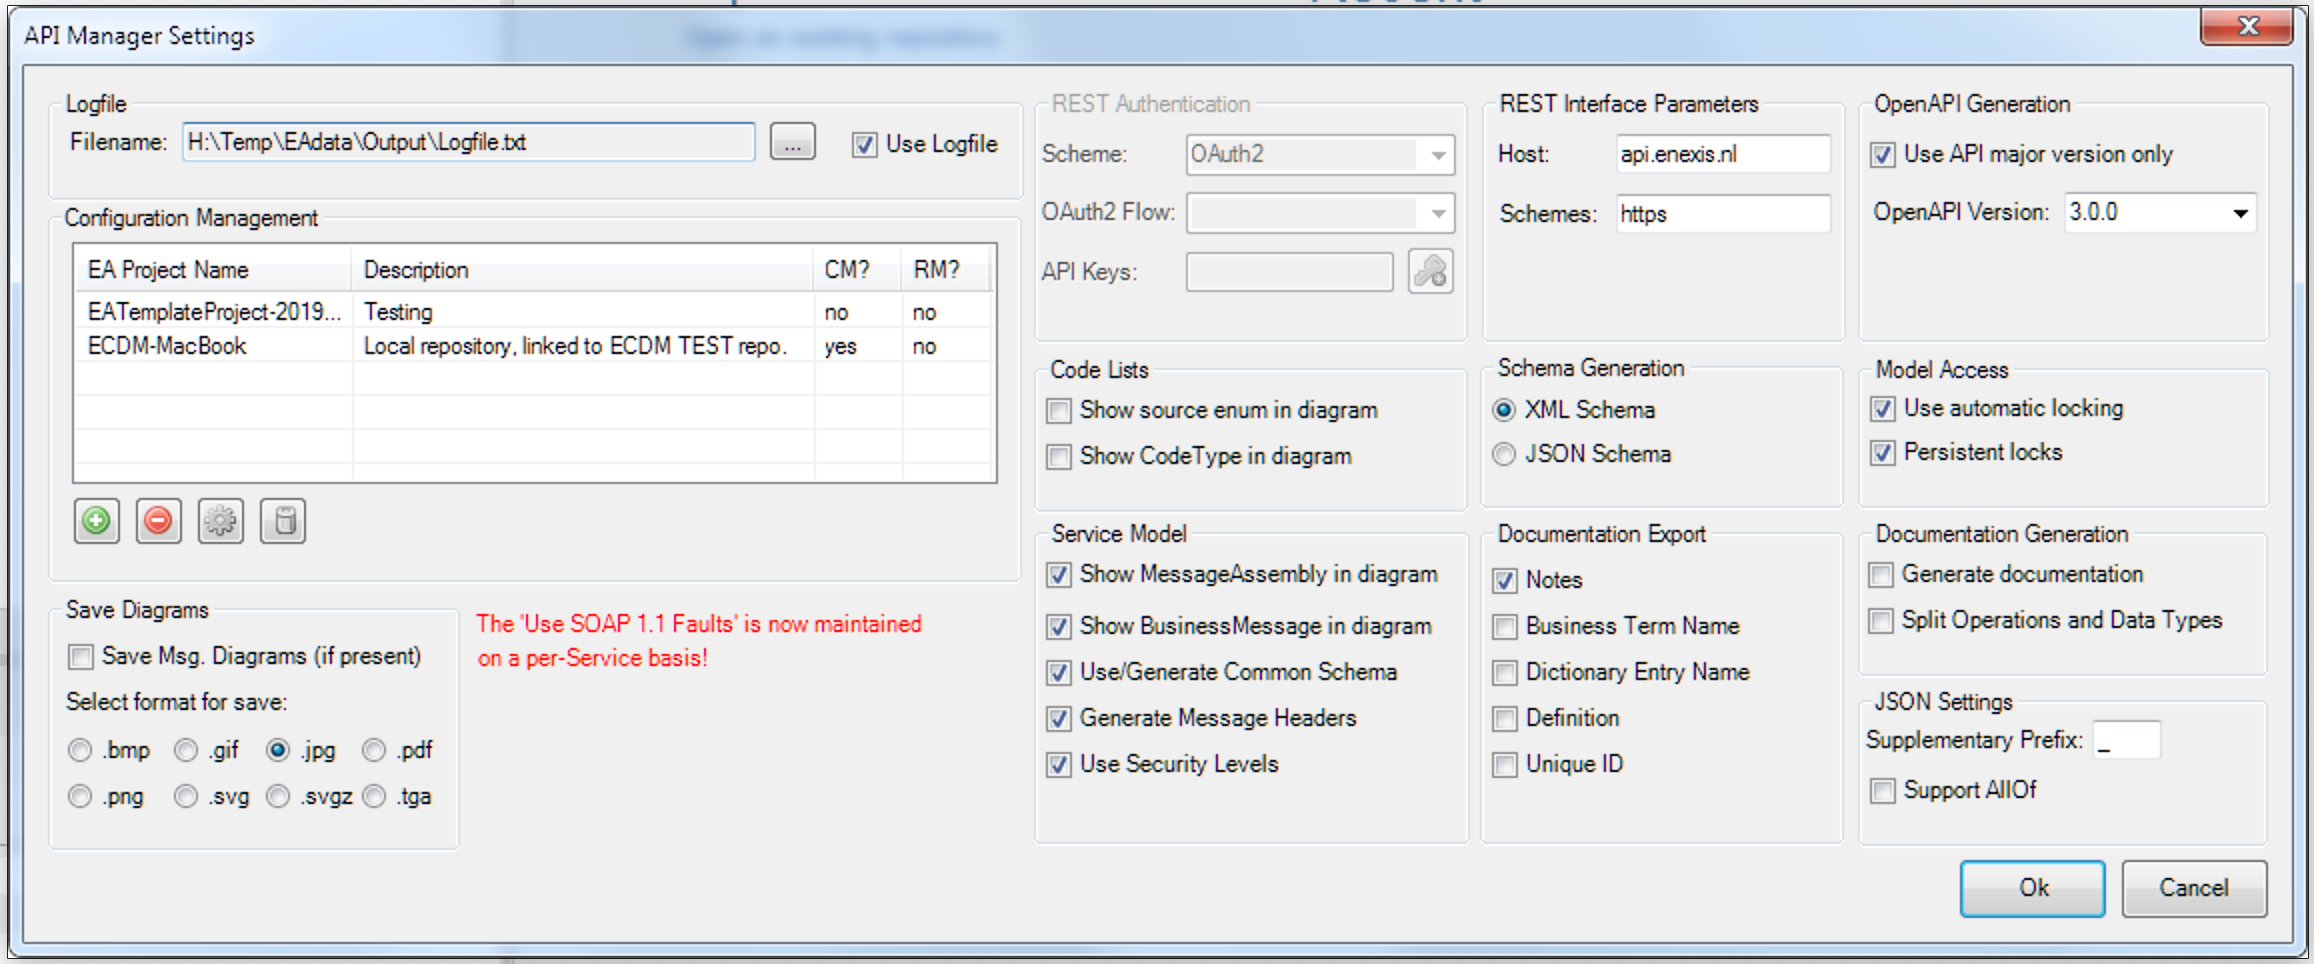 API Manager Settings
Logfile
Filename: H:\Temp\EAdata\Output\Logfile.txt ... Use Logfile
Configuration Management
EA Project Name Description CM? RM?
EATemplateProject-2019... Testing no no
ECDM-MacBook Local repository, linked to ECDM TEST repo. yes no
Save Diagrams
Save Msg. Diagrams (if present)
Select format for save:
.bmp .gif .jpg .pdf
.png .svg .svgz .tga
The 'Use SOAP 1.1 Faults' is now maintained
on a per-Service basis!
REST Authentication
Scheme: OAuth2
OAuth2 Flow:
API Keys:
REST Interface Parameters
Host: api.enexis.nl
Schemes: https
OpenAPI Generation
Use API major version only
OpenAPI Version: 3.0.0
Code Lists
Show source enum in diagram
Show CodeType in diagram
Schema Generation
XML Schema
JSON Schema
Model Access
Use automatic locking
Persistent locks
Service Model
Show MessageAssembly in diagram
Show BusinessMessage in diagram
Use/Generate Common Schema
Generate Message Headers
Use Security Levels
Documentation Export
Notes
Business Term Name
Dictionary Entry Name
Definition
Unique ID
Documentation Generation
Generate documentation
Split Operations and Data Types
JSON Settings
Supplementary Prefix: _
Support AllOf
Ok Cancel